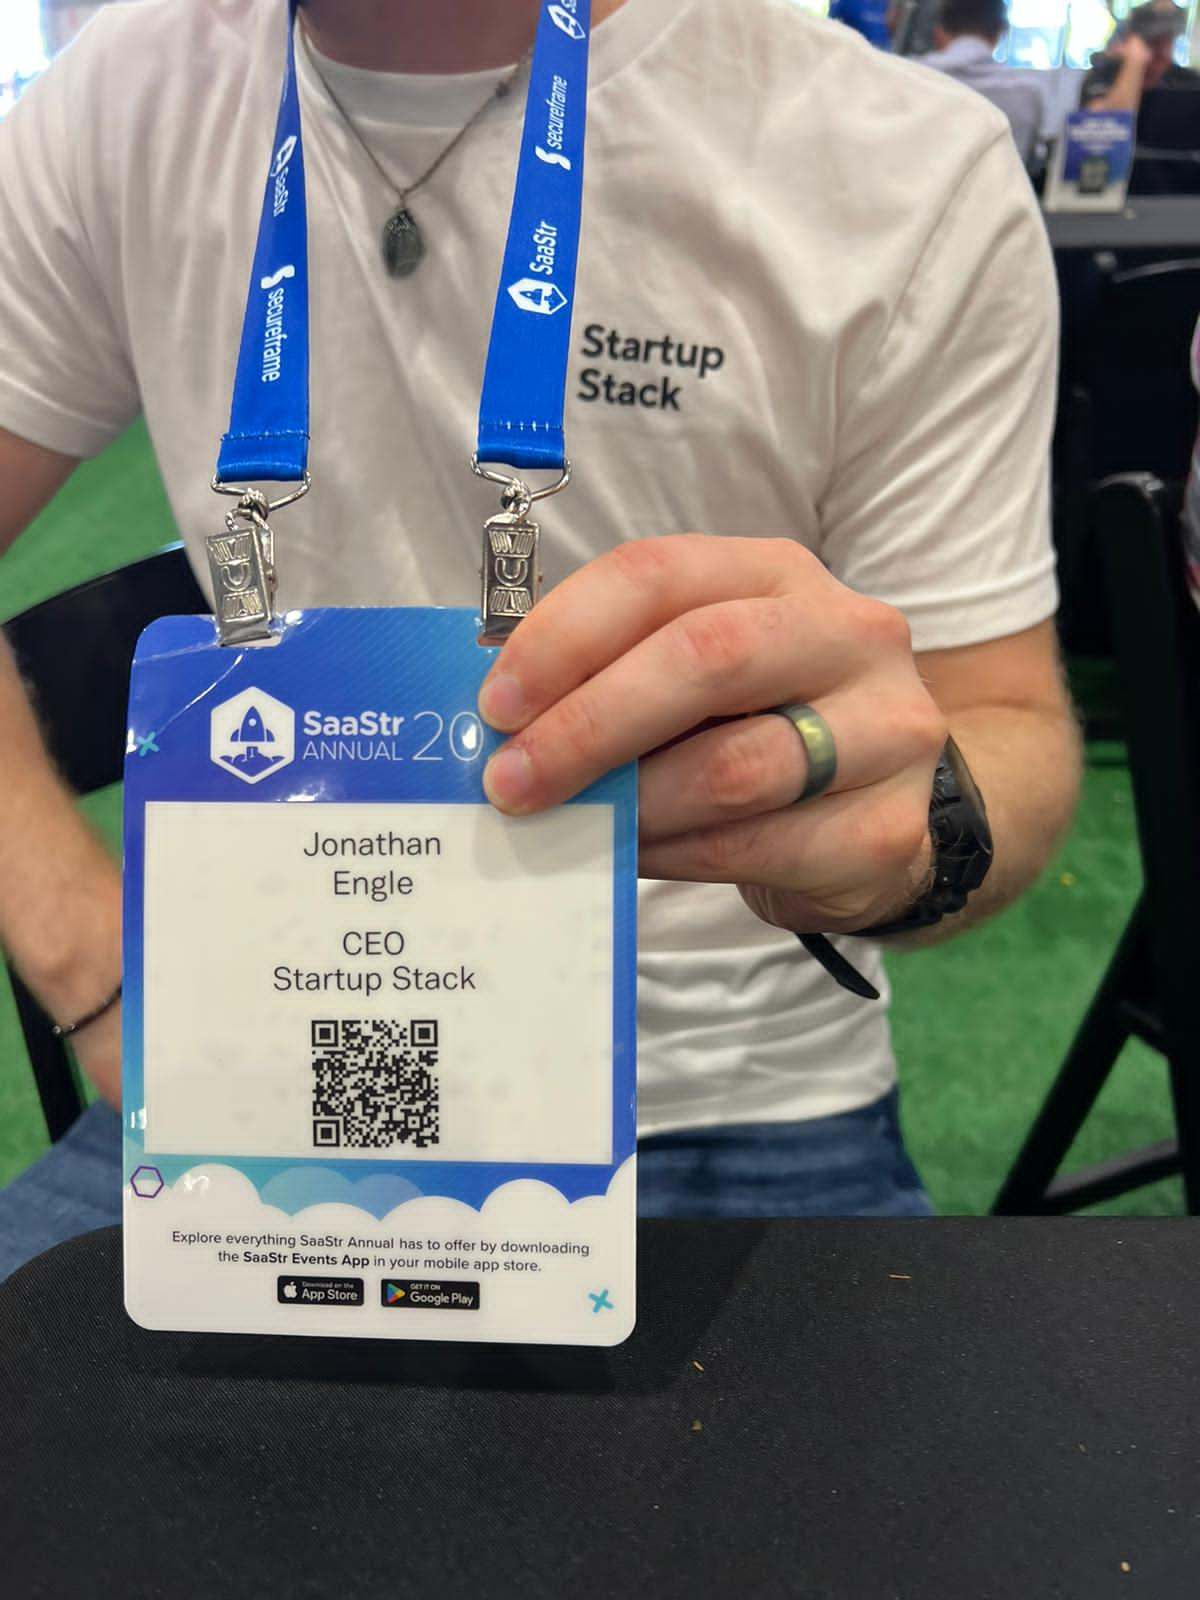 SaaStr
secureframe
secureframe
SaaStr
Startup
Stack
SaaStr
ANNUAL 20
Jonathan
Engle
CEO
Startup Stack
Explore everything SaaStr Annual has to offer by downloading
the SaaStr Events App in your mobile app store.
Download on the
App Store
GET IT ON
Google Play